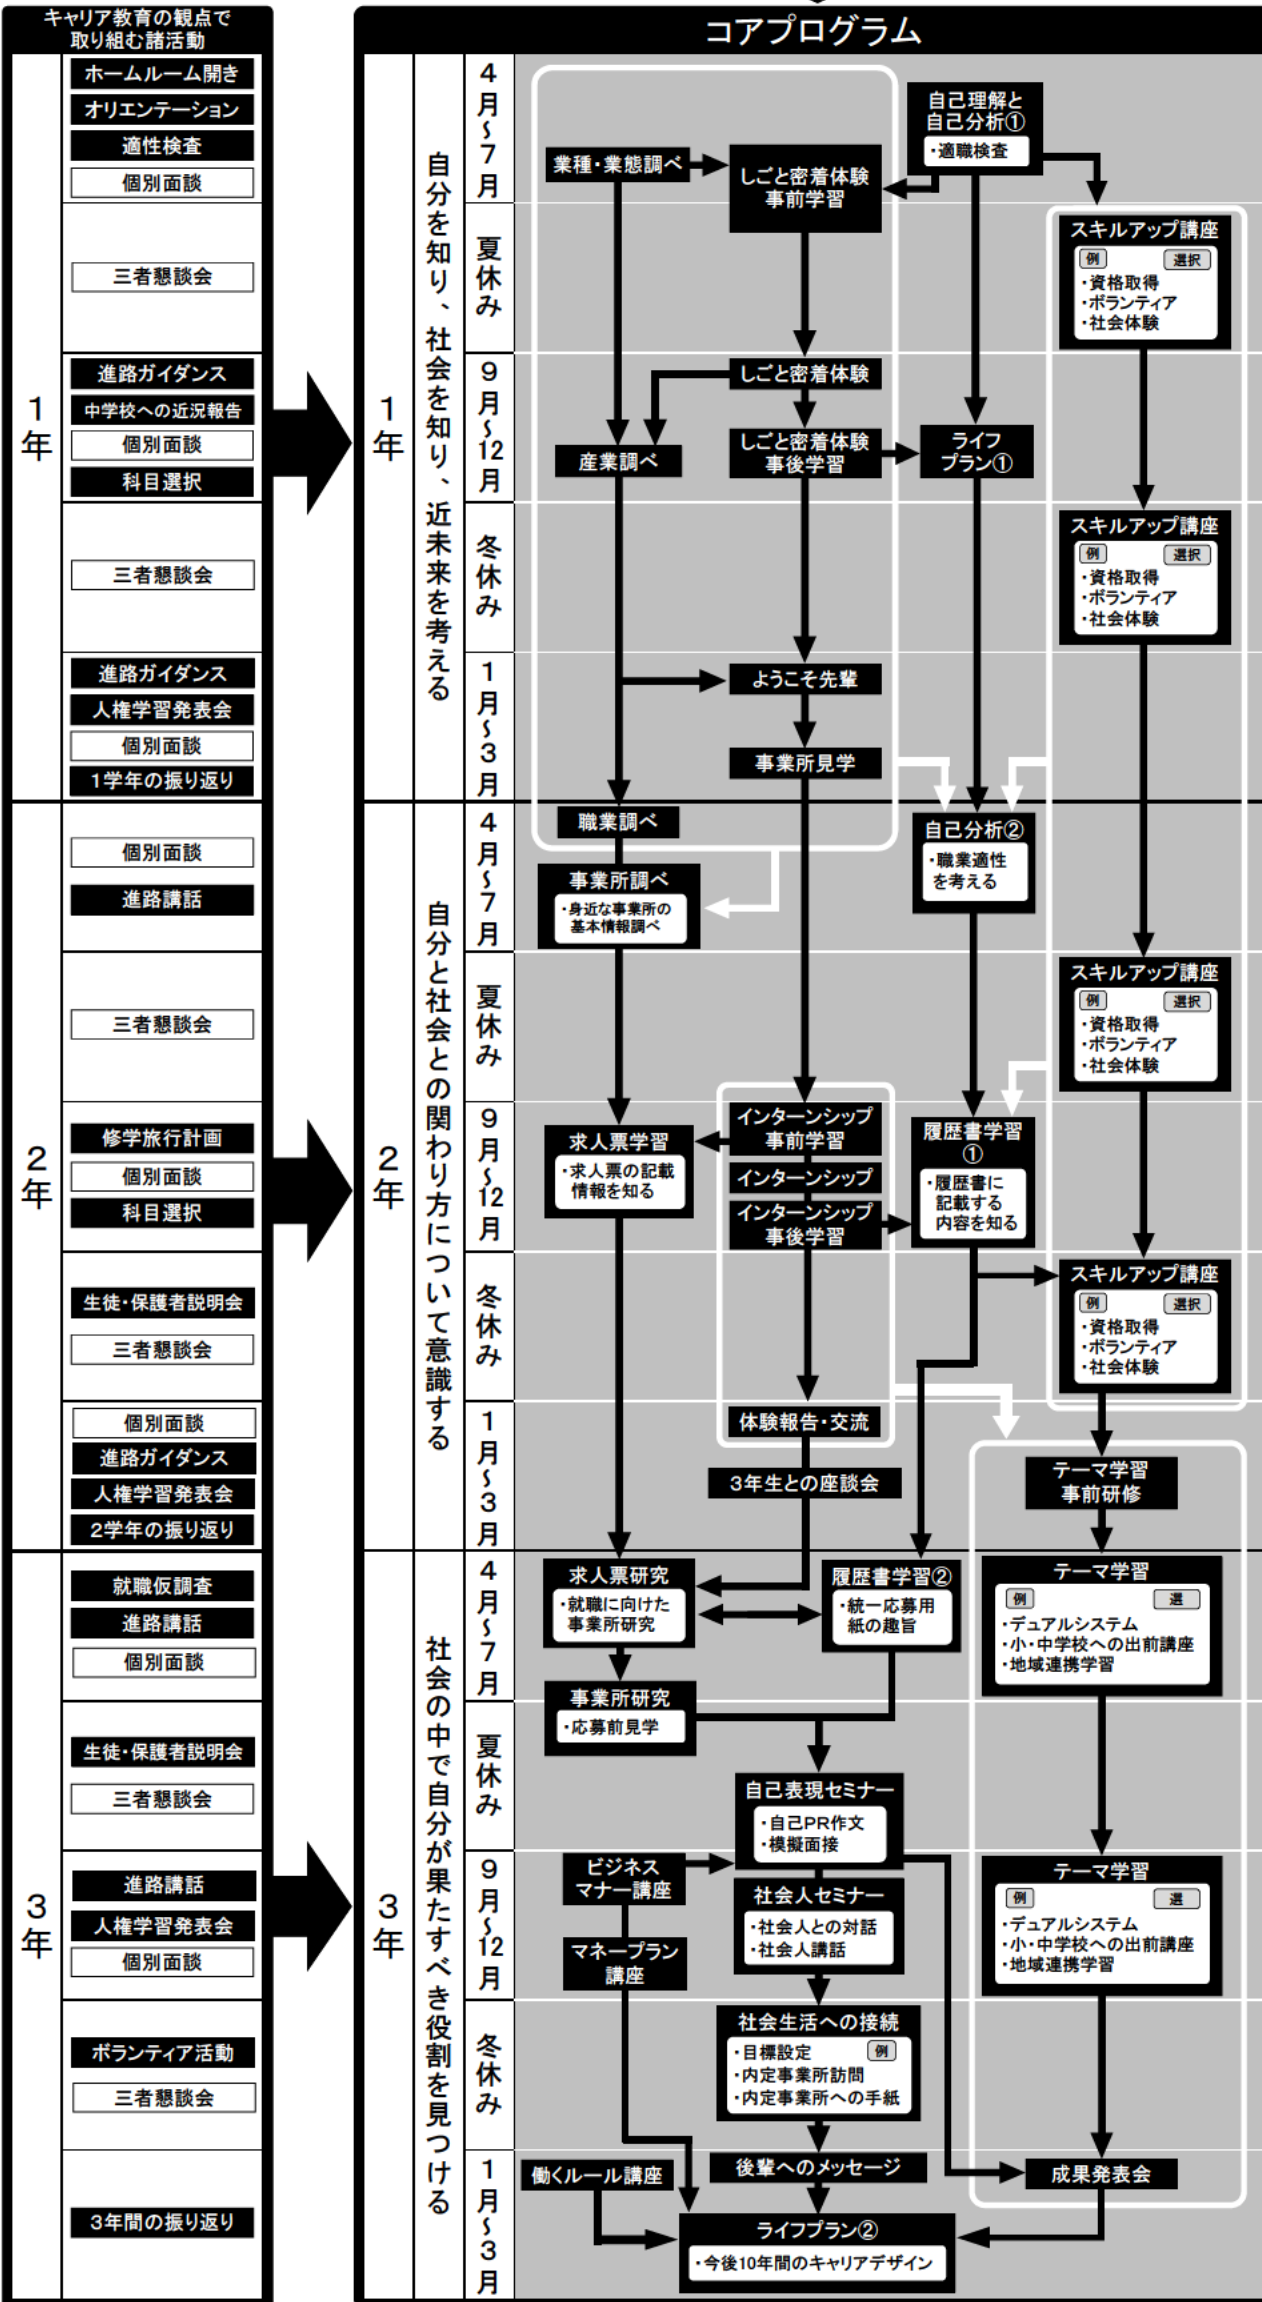 キャリア教育の観点で
取り組む諸活動
1
年
ホームルーム開き
オリエンテーション
適性検査
個別面談
三者懇談会
進路ガイダンス
中学校への近況報告
個別面談
科目選択
三者懇談会
進路ガイダンス
人権学習発表会
個別面談
1学年の振り返り
2
年
個別面談
進路講話
三者懇談会
修学旅行計画
個別面談
科目選択
生徒・保護者説明会
三者懇談会
個別面談
進路ガイダンス
人権学習発表会
2学年の振り返り
3
年
就職仮調査
進路講話
個別面談
生徒・保護者説明会
三者懇談会
進路講話
人権学習発表会
個別面談
ボランティア活動
三者懇談会
3年間の振り返り
コアプログラム
1
年
自分を知り、社会を知り、近未来を考える
4月～7月
自己理解と
自己分析①
・適職検査
業種・業態調べ
しごと密着体験
事前学習
夏休み
スキルアップ講座
例
選択
・資格取得
・ボランティア
・社会体験
9月～12月
しごと密着体験
しごと密着体験
事後学習
産業調べ
ライフ
プラン①
冬休み
スキルアップ講座
例
選択
・資格取得
・ボランティア
・社会体験
1月～3月
ようこそ先輩
事業所見学
2
年
自分と社会との関わり方について意識する
4月～7月
職業調べ
事業所調べ
・身近な事業所の
基本情報調べ
自己分析②
・職業適性
を考える
夏休み
スキルアップ講座
例
選択
・資格取得
・ボランティア
・社会体験
9月～12月
求人票学習
・求人票の記載
情報を知る
インターンシップ
事前学習
インターンシップ
インターンシップ
事後学習
履歴書学習
①
・履歴書に
記載する
内容を知る
冬休み
スキルアップ講座
例
選択
・資格取得
・ボランティア
・社会体験
1月～3月
体験報告・交流
3年生との座談会
テーマ学習
事前研修
3
年
社会の中で自分が果たすべき役割を見つける
4月～7月
求人票研究
・就職に向けた
事業所研究
履歴書学習②
・統一応募用
紙の趣旨
テーマ学習
例
選
・デュアルシステム
・小・中学校への出前講座
・地域連携学習
事業所研究
・応募前見学
夏休み
自己表現セミナー
・自己PR作文
・模擬面接
9月～12月
ビジネス
マナー講座
社会人セミナー
・社会人との対話
・社会人講話
マネープラン
講座
テーマ学習
例
選
・デュアルシステム
・小・中学校への出前講座
・地域連携学習
冬休み
社会生活への接続
・目標設定
例
・内定事業所訪問
・内定事業所への手紙
1月～3月
働くルール講座
後輩へのメッセージ
成果発表会
ライフプラン②
・今後10年間のキャリアデザイン